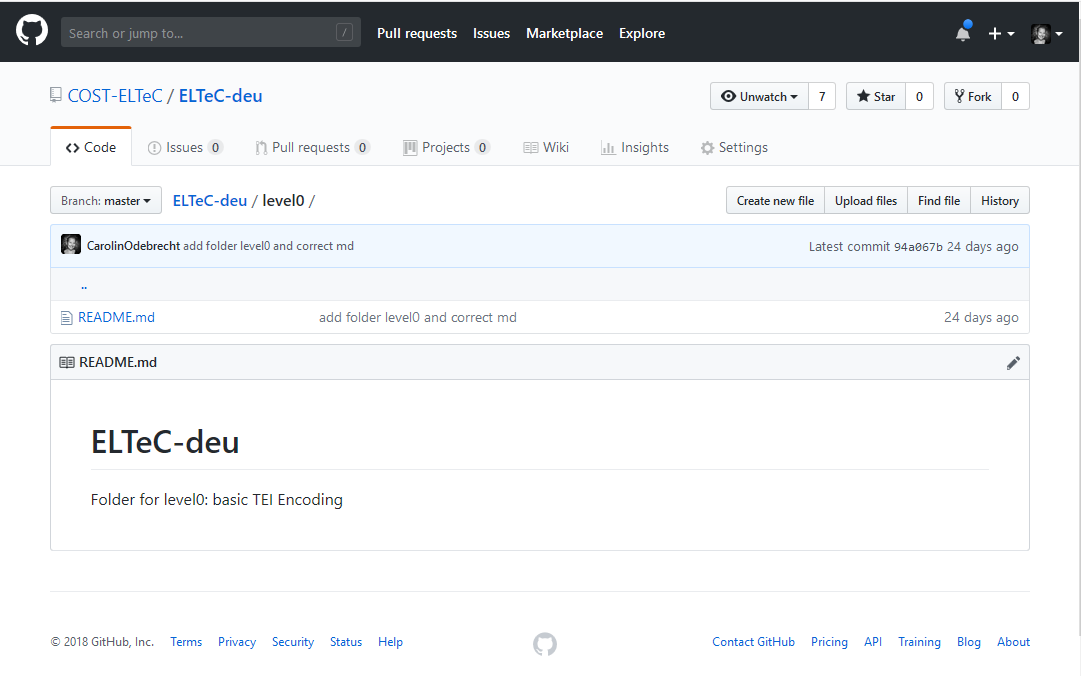 Search or jump to... / Pull requests Issues Marketplace Explore
COST-ELTeC / ELTeC-deu Unwatch 7 Star 0 Fork 0
Code Issues 0 Pull requests 0 Projects 0 Wiki Insights Settings
Branch: master ELTeC-deu / level0 / Create new file Upload files Find file History
CarolinOdebrecht add folder level0 and correct md Latest commit 94a067b 24 days ago
..
README.md add folder level0 and correct md 24 days ago
README.md
ELTeC-deu
Folder for level0: basic TEI Encoding
© 2018 GitHub, Inc. Terms Privacy Security Status Help Contact GitHub Pricing API Training Blog About